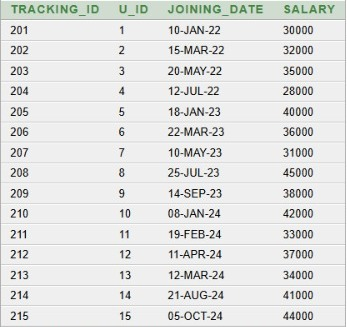 TRACKING_ID U_ID JOINING_DATE SALARY
201 1 10-JAN-22 30000
202 2 15-MAR-22 32000
203 3 20-MAY-22 35000
204 4 12-JUL-22 28000
205 5 18-JAN-23 40000
206 6 22-MAR-23 36000
207 7 10-MAY-23 31000
208 8 25-JUL-23 45000
209 9 14-SEP-23 38000
210 10 08-JAN-24 42000
211 11 19-FEB-24 33000
212 12 11-APR-24 37000
213 13 12-MAR-24 34000
214 14 21-AUG-24 41000
215 15 05-OCT-24 44000